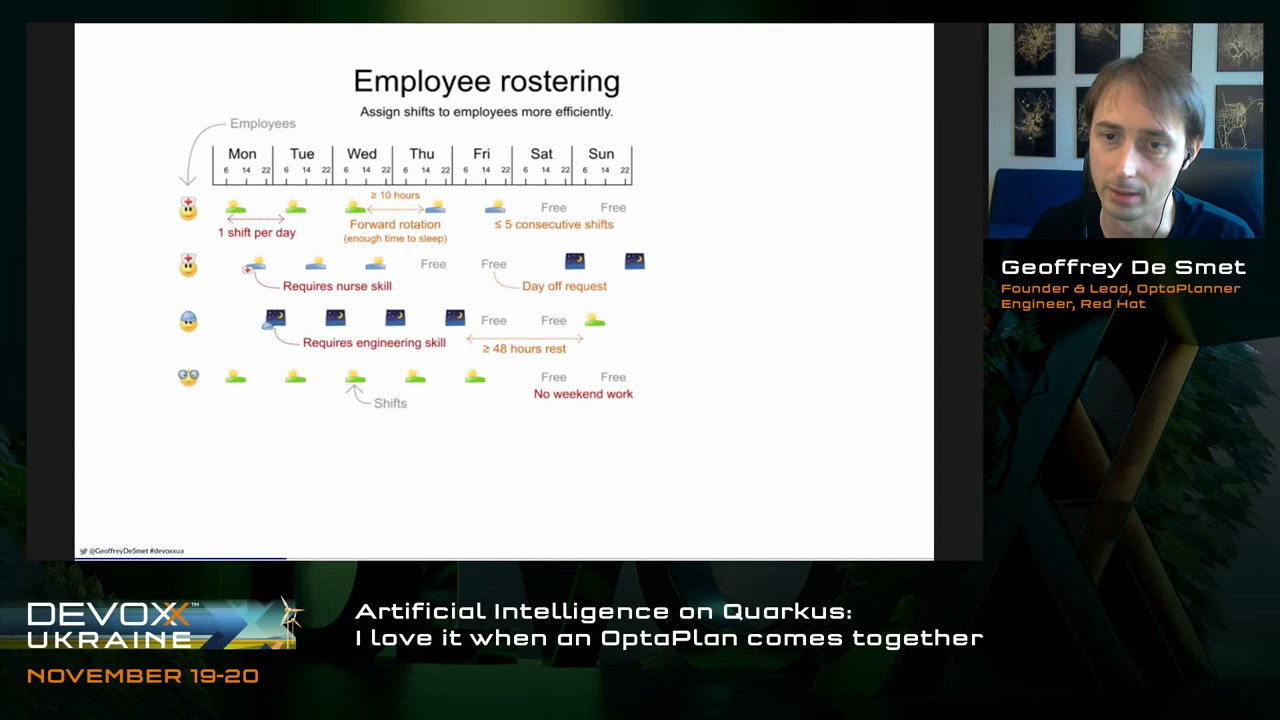 Employee rostering
Assign shifts to employees more efficiently.
Employees
Mon Tue Wed Thu Fri Sat Sun
6 14 22 6 14 22 6 14 22 6 14 22 6 14 22 6 14 22 6 14 22
≥ 10 hours
Free Free
1 shift per day
Forward rotation
(enough time to sleep)
≤ 5 consecutive shifts
Free Free
Requires nurse skill
Day off request
Free Free
Requires engineering skill
≥ 48 hours rest
Free Free
No weekend work
Shifts
@GeoffreyDeSmet #devoxxua
Geoffrey De Smet
Founder & Lead, OptaPlanner
Engineer, Red Hat
DEVOXX™
UKRAINE
NOVEMBER 19-20
Artificial Intelligence on Quarkus:
I love it when an OptaPlan comes together